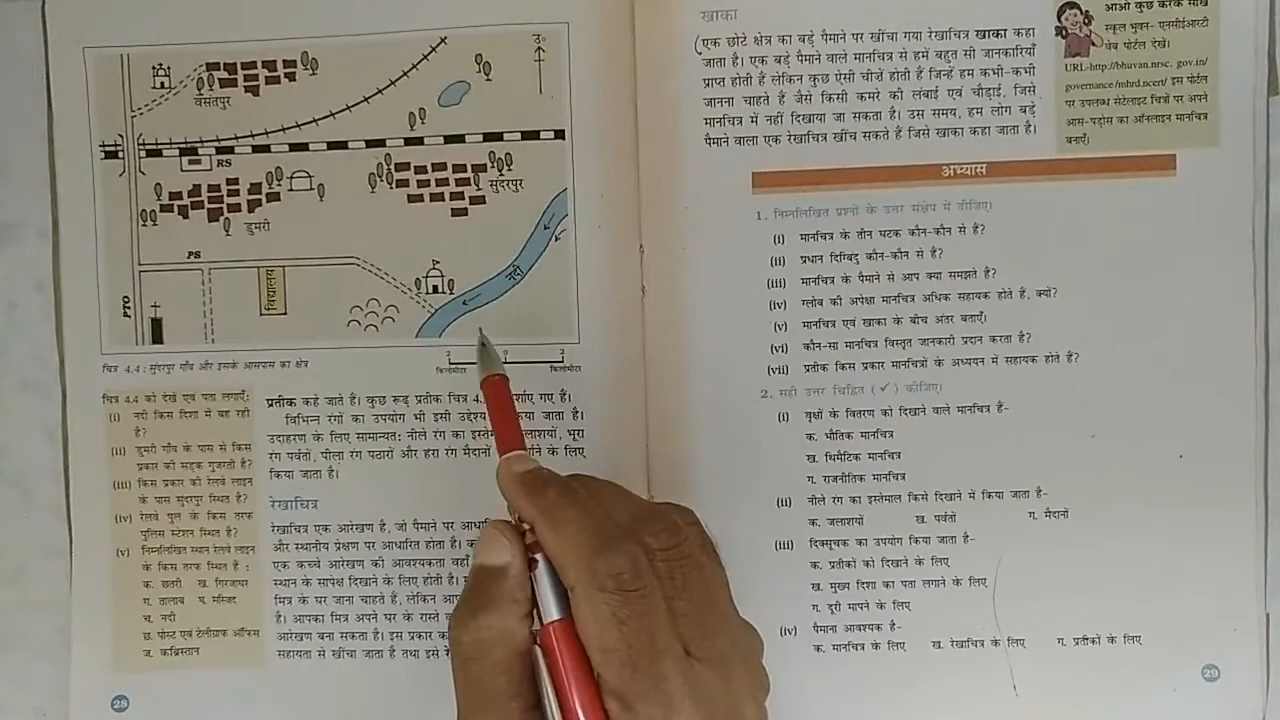 उ०
वसंतपुर
RS
सुंदरपुर
डुमरी
PS
विद्यालय
नदी
PTO
चित्र 4.4 : सुंदरपुर गाँव और इसके आसपास का क्षेत्र
2 0 2
किलोमीटर किलोमीटर
चित्र 4.4 को देखें एवं पता लगाएँ:
(i) नदी किस दिशा में बह रही
है?
(ii) डुमरी गाँव के पास से किस
प्रकार की सड़क गुजरती है?
(iii) किस प्रकार की रेलवे लाइन
के पास सुंदरपुर स्थित है?
(iv) रेलवे पुल के किस तरफ
पुलिस स्टेशन स्थित है?
(v) निम्नलिखित स्थान रेलवे लाइन
के किस तरफ स्थित हैं :
क. छतरी ख. गिरजाघर
ग. तालाब घ. मस्जिद
च. नदी
छ. पोस्ट एवं टेलीग्राफ ऑफिस
ज. कब्रिस्तान
28
प्रतीक कहे जाते हैं। कुछ रूढ़ प्रतीक चित्र 4. र्शाए गए हैं।
विभिन्न रंगों का उपयोग भी इसी उद्देश्य किया जाता है।
उदाहरण के लिए सामान्यत: नीले रंग का इस्ते लाशयों, भूरा
रंग पर्वतों, पीला रंग पठारों और हरा रंग मैदानों ने के लिए
किया जाता है।
रेखाचित्र
रेखाचित्र एक आरेखण है, जो पैमाने पर आधारि
और स्थानीय प्रेक्षण पर आधारित होता है।
एक कच्चे आरेखण की आवश्यकता वहाँ
स्थान के सापेक्ष दिखाने के लिए होती है।
मित्र के घर जाना चाहते हैं, लेकिन आप
है। आपका मित्र अपने घर के रास्ते
आरेखण बना सकता है। इस प्रकार
सहायता से खींचा जाता है तथा इसे
खाका
एक छोटे क्षेत्र का बड़े पैमाने पर खींचा गया रेखाचित्र खाका कहा
जाता है। एक बड़े पैमाने वाले मानचित्र से हमें बहुत सी जानकारियाँ
प्राप्त होती हैं लेकिन कुछ ऐसी चीजें होती हैं जिन्हें हम कभी-कभी
जानना चाहते हैं जैसे किसी कमरे की लंबाई एवं चौड़ाई, जिसे
मानचित्र में नहीं दिखाया जा सकता है। उस समय, हम लोग बड़े
पैमाने वाला एक रेखाचित्र खींच सकते हैं जिसे खाका कहा जाता है।
आओ कुछ करके सीखें
स्कूल भुवन- एनसीईआरटी
वेब पोर्टल देखें।
URL-http://bhuvan.nrsc. gov.in/
governance/mhrd.ncert/ इस पोर्टल
पर उपलब्ध सेटेलाइट चित्रों पर अपने
आस-पड़ोस का ऑनलाइन मानचित्र
बनाएँ।
अभ्यास
1. निम्नलिखित प्रश्नों के उत्तर संक्षेप में दीजिए।
(i) मानचित्र के तीन घटक कौन-कौन से हैं?
(ii) प्रधान दिग्बिंदु कौन-कौन से हैं?
(iii) मानचित्र के पैमाने से आप क्या समझते हैं?
(iv) ग्लोब की अपेक्षा मानचित्र अधिक सहायक होते हैं, क्यों?
(v) मानचित्र एवं खाका के बीच अंतर बताएँ।
(vi) कौन-सा मानचित्र विस्तृत जानकारी प्रदान करता है?
(vii) प्रतीक किस प्रकार मानचित्रों के अध्ययन में सहायक होते हैं?
2. सही उत्तर चिह्नित (✓) कीजिए।
(i) वृक्षों के वितरण को दिखाने वाले मानचित्र हैं-
क. भौतिक मानचित्र
ख. थिमैटिक मानचित्र
ग. राजनीतिक मानचित्र
(ii) नीले रंग का इस्तेमाल किसे दिखाने में किया जाता है-
क. जलाशयों ख. पर्वतों ग. मैदानों
(iii) दिक्सूचक का उपयोग किया जाता है-
क. प्रतीकों को दिखाने के लिए
ख. मुख्य दिशा का पता लगाने के लिए
ग. दूरी मापने के लिए
(iv) पैमाना आवश्यक है-
क. मानचित्र के लिए ख. रेखाचित्र के लिए ग. प्रतीकों के लिए
29